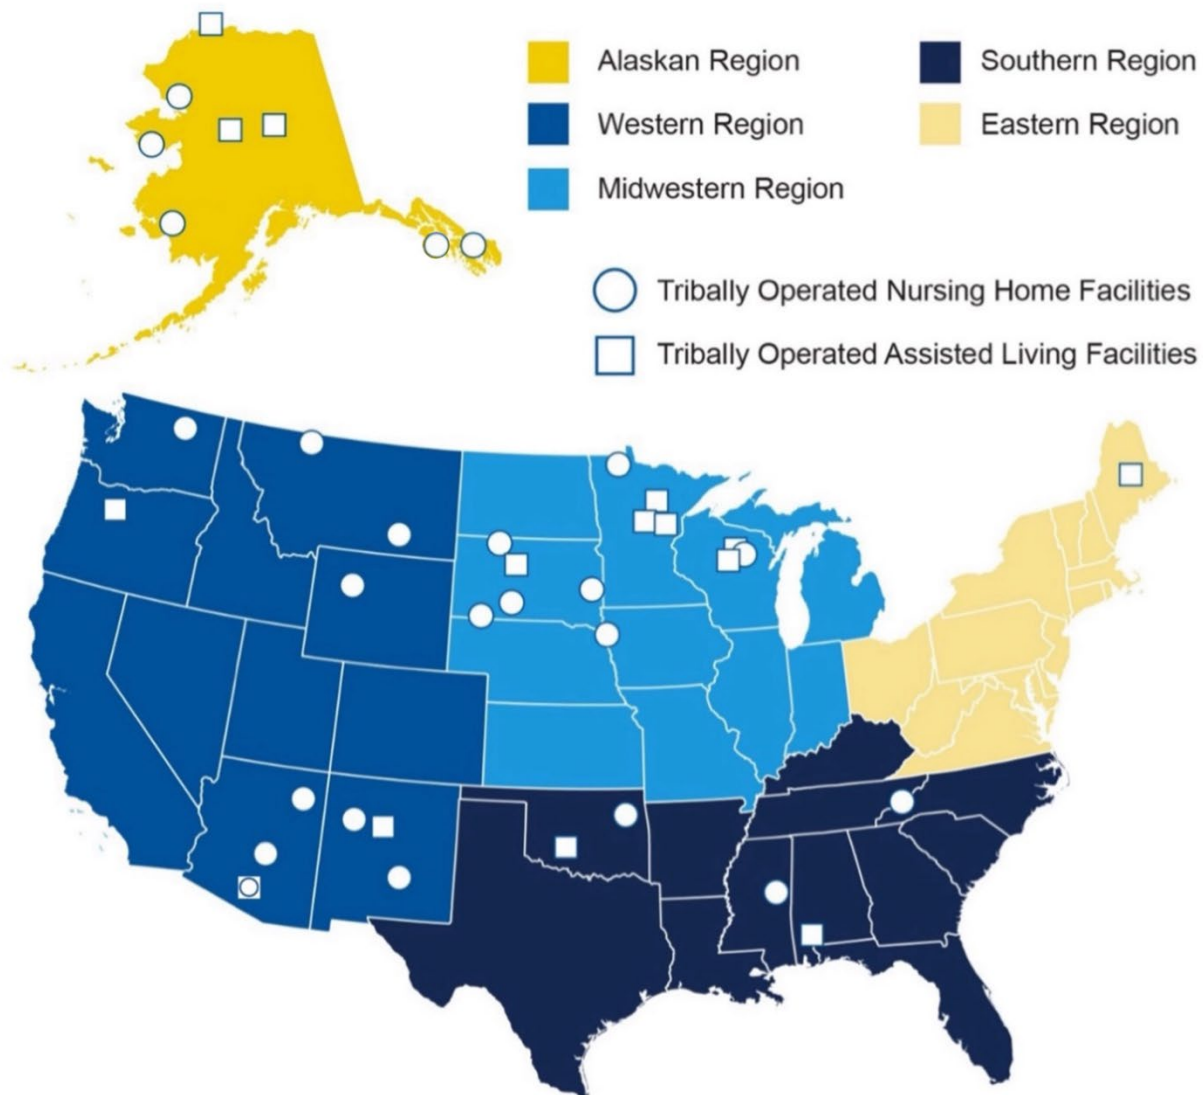 Alaskan Region
Western Region
Midwestern Region
Southern Region
Eastern Region
Tribally Operated Nursing Home Facilities
Tribally Operated Assisted Living Facilities